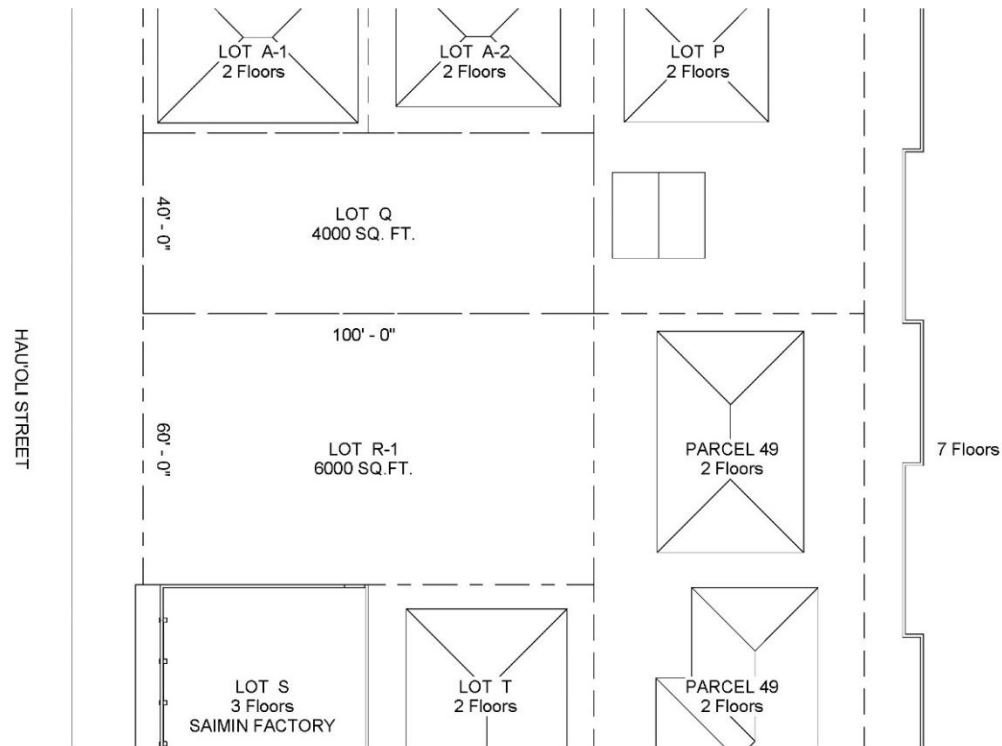 LOT A-1
2 Floors
LOT A-2
2 Floors
LOT P
2 Floors
40' - 0"
LOT Q
4000 SQ. FT.
100' - 0"
HAU'OLI STREET
60' - 0"
LOT R-1
6000 SQ.FT.
PARCEL 49
2 Floors
7 Floors
LOT S
3 Floors
SAIMIN FACTORY
LOT T
2 Floors
PARCEL 49
2 Floors